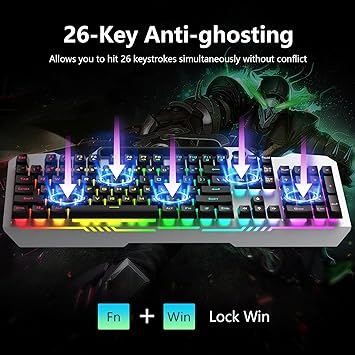 26-Key Anti-ghosting
Allows you to hit 26 keystrokes simultaneously without conflict
Fn + Win Lock Win